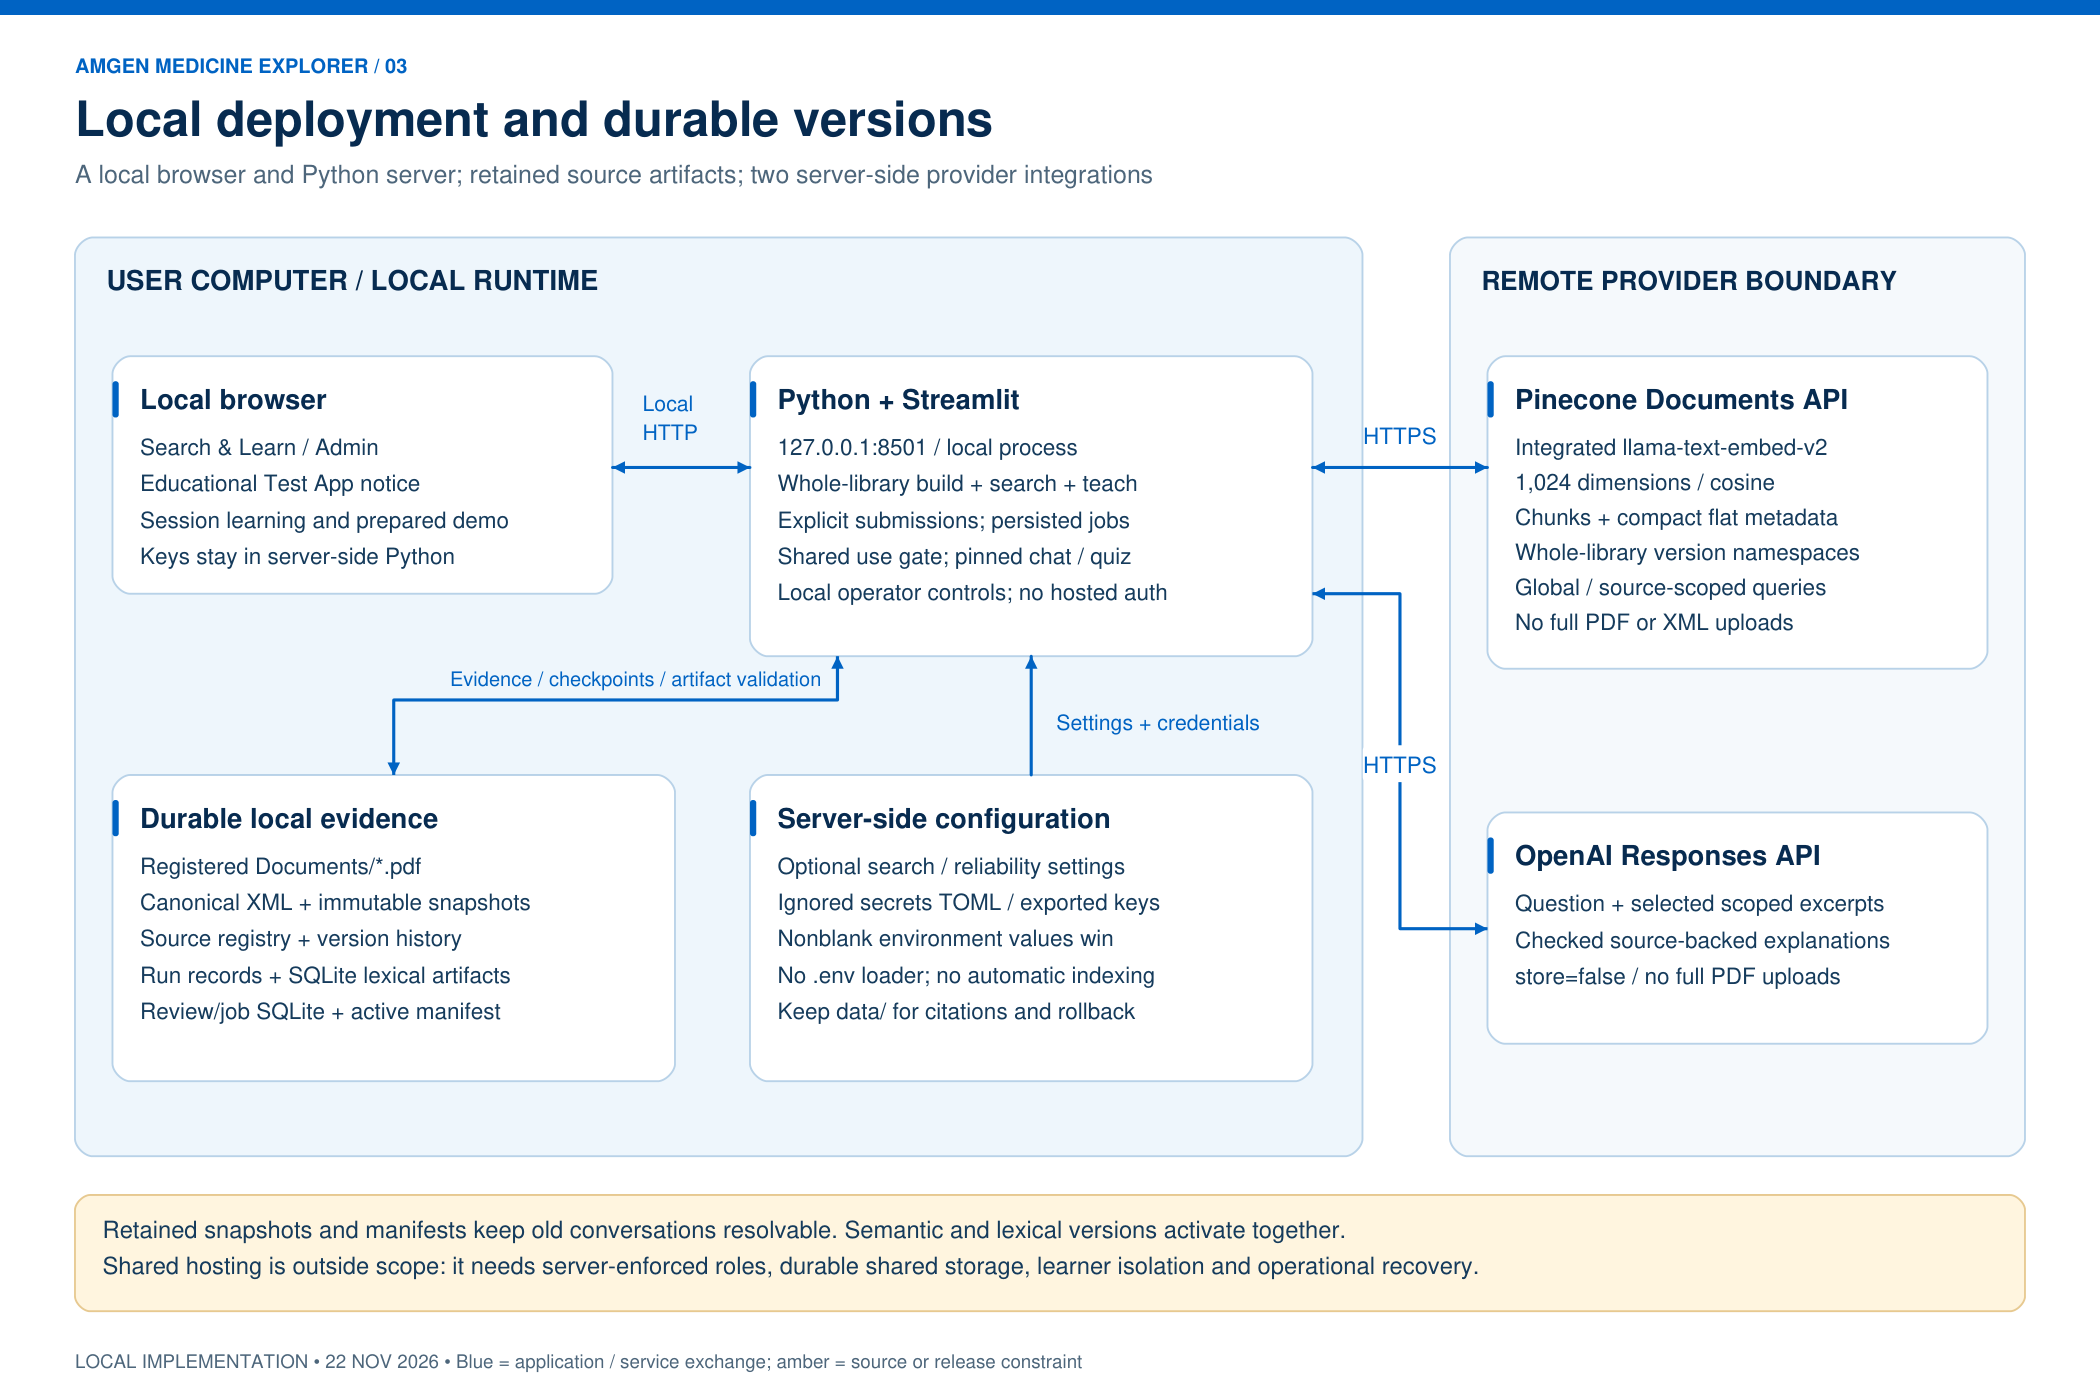 AMGEN MEDICINE EXPLORER / 03
Local deployment and durable versions
A local browser and Python server; retained source artifacts; two server-side provider integrations
USER COMPUTER / LOCAL RUNTIME
Local browser
Search & Learn / Admin
Educational Test App notice
Session learning and prepared demo
Keys stay in server-side Python
Local
HTTP
Python + Streamlit
127.0.0.1:8501 / local process
Whole-library build + search + teach
Explicit submissions; persisted jobs
Shared use gate; pinned chat / quiz
Local operator controls; no hosted auth
Evidence / checkpoints / artifact validation
Settings + credentials
Durable local evidence
Registered Documents/*.pdf
Canonical XML + immutable snapshots
Source registry + version history
Run records + SQLite lexical artifacts
Review/job SQLite + active manifest
Server-side configuration
Optional search / reliability settings
Ignored secrets TOML / exported keys
Nonblank environment values win
No .env loader; no automatic indexing
Keep data/ for citations and rollback
HTTPS
HTTPS
REMOTE PROVIDER BOUNDARY
Pinecone Documents API
Integrated llama-text-embed-v2
1,024 dimensions / cosine
Chunks + compact flat metadata
Whole-library version namespaces
Global / source-scoped queries
No full PDF or XML uploads
OpenAI Responses API
Question + selected scoped excerpts
Checked source-backed explanations
store=false / no full PDF uploads
Retained snapshots and manifests keep old conversations resolvable. Semantic and lexical versions activate together.
Shared hosting is outside scope: it needs server-enforced roles, durable shared storage, learner isolation and operational recovery.
LOCAL IMPLEMENTATION • 22 NOV 2026 • Blue = application / service exchange; amber = source or release constraint